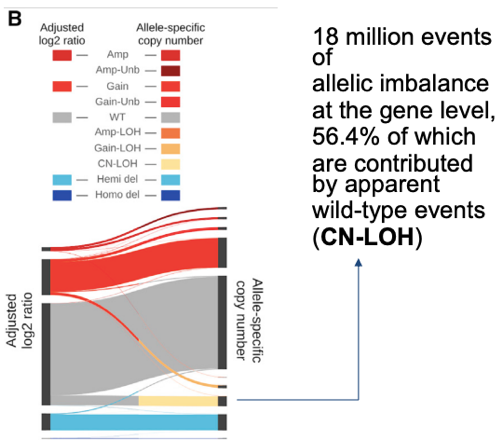 B
Adjusted
log2 ratio
Allele-specific
copy number
Amp
Amp-Unb
Gain
Gain-Unb
WT
Amp-LOH
Gain-LOH
CN-LOH
Hemi del
Homo del
Adjusted
log2 ratio
Allele-specific
copy number
18 million events
of
allelic imbalance
at the gene level,
56.4% of which
are contributed
by apparent
wild-type events
(CN-LOH)